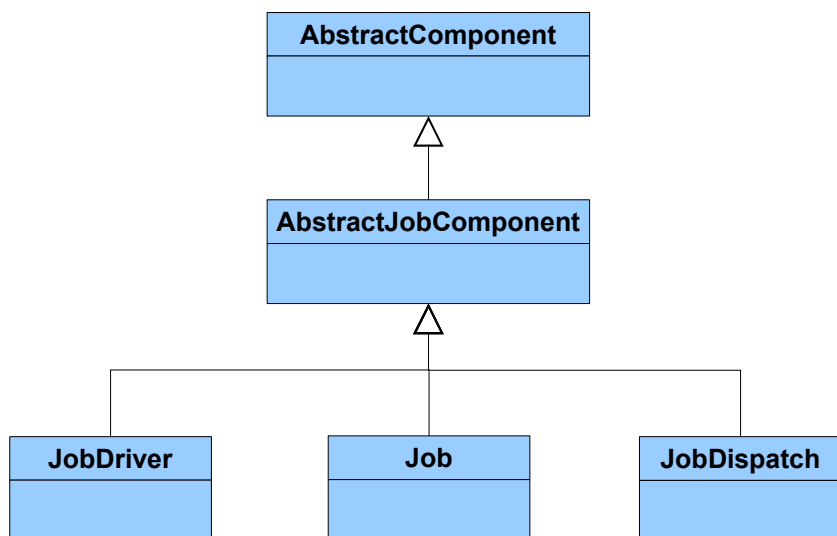 AbstractComponent
AbstractJobComponent
JobDriver
Job
JobDispatch